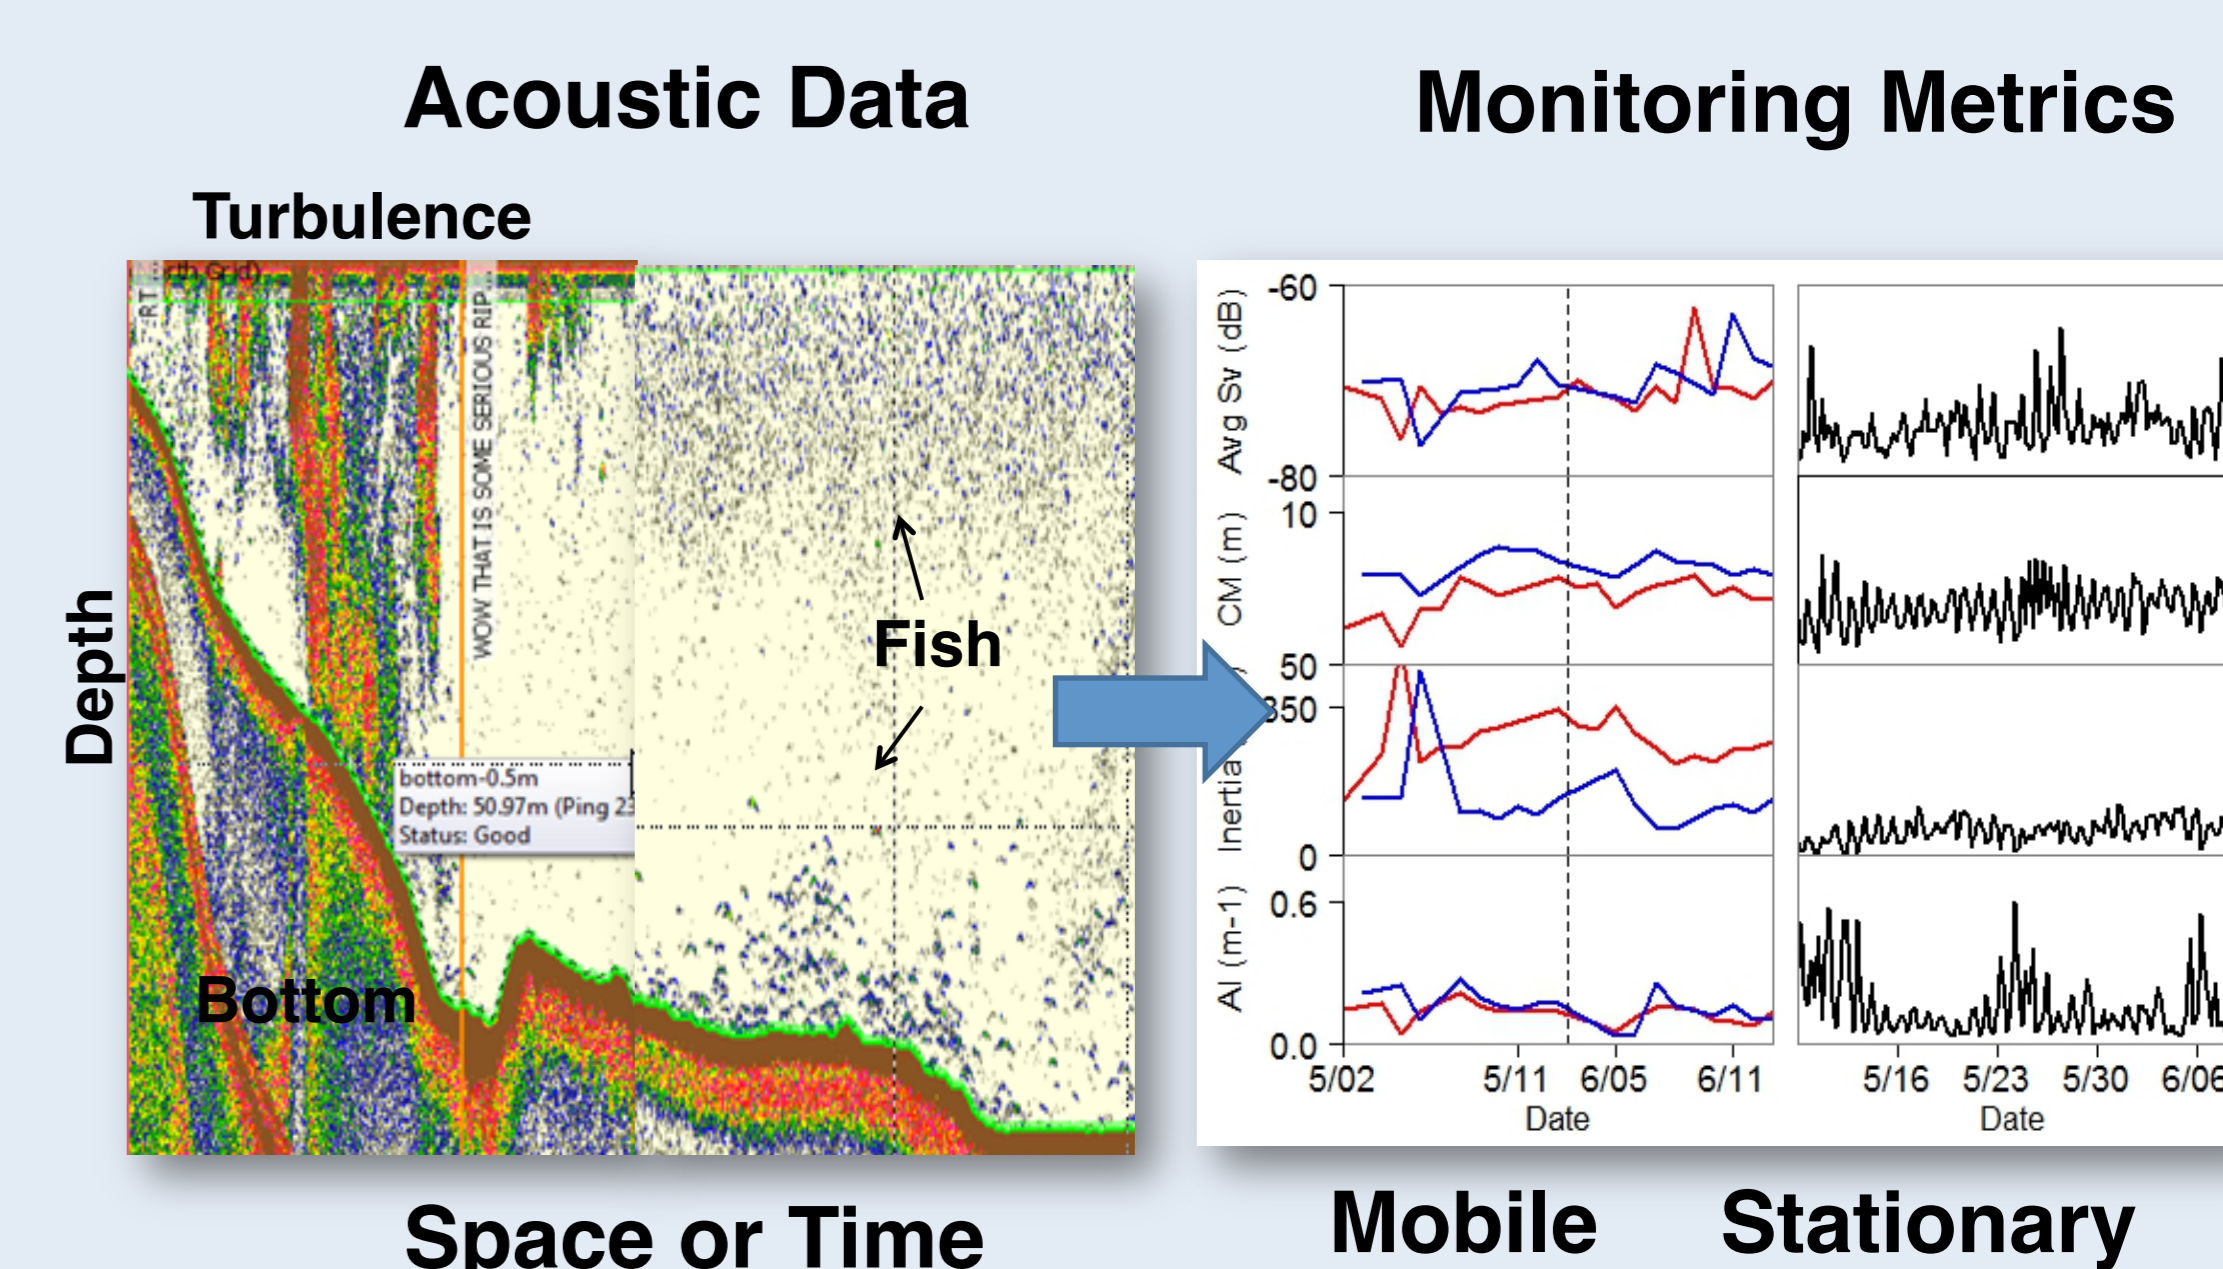 Acoustic Data
Monitoring Metrics
Turbulence
RT
WOW THAT IS SOME SERIOUS RIP...
Depth
Fish
bottom-0.5m
Depth: 50.97m (Ping 23
Status: Good
Bottom
Space or Time
Avg Sv (dB)
-60
-80
CM (m)
10
50
Inertia
350
0
AI (m-1)
0.6
0.0
5/02
5/11
6/05
6/11
Date
5/16
5/23
5/30
6/06
Date
Mobile
Stationary